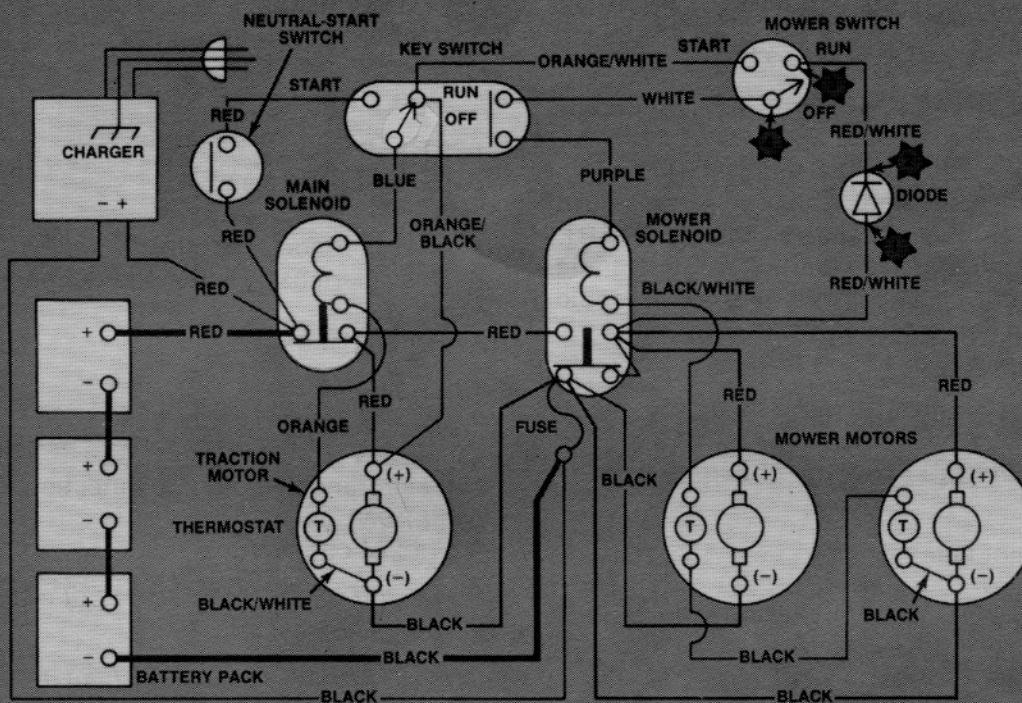 NEUTRAL-START
SWITCH
KEY SWITCH
MOWER SWITCH
START
RUN
ORANGE/WHITE
START
RUN
OFF
WHITE
OFF
RED
CHARGER
- +
BLUE
PURPLE
RED/WHITE
DIODE
MAIN
SOLENOID
ORANGE/
BLACK
MOWER
SOLENOID
RED
RED
BLACK/WHITE
RED/WHITE
+
RED
RED
-
RED
RED
RED
ORANGE
FUSE
MOWER MOTORS
TRACTION
MOTOR
BLACK
+
(+)
(+)
(+)
THERMOSTAT
T
T
T
-
(-)
(-)
(-)
+
BLACK/WHITE
BLACK
BLACK
-
BLACK
BLACK
BATTERY PACK
BLACK